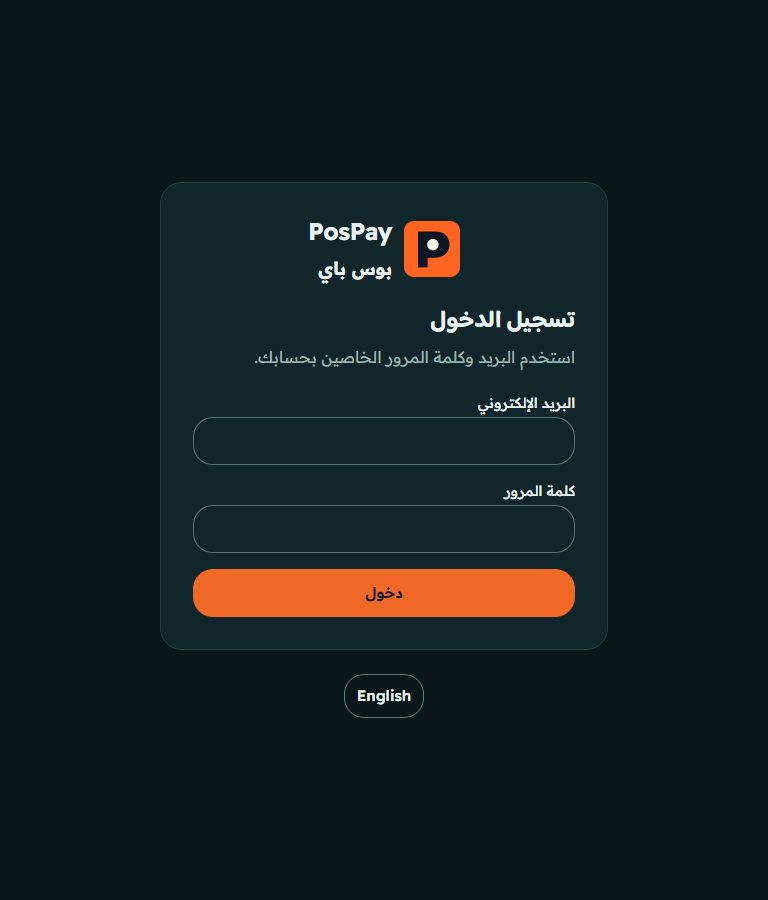 PosPay
بوس باي
تسجيل الدخول
استخدم البريد وكلمة المرور الخاصين بحسابك.
البريد الإلكتروني
كلمة المرور
دخول
English